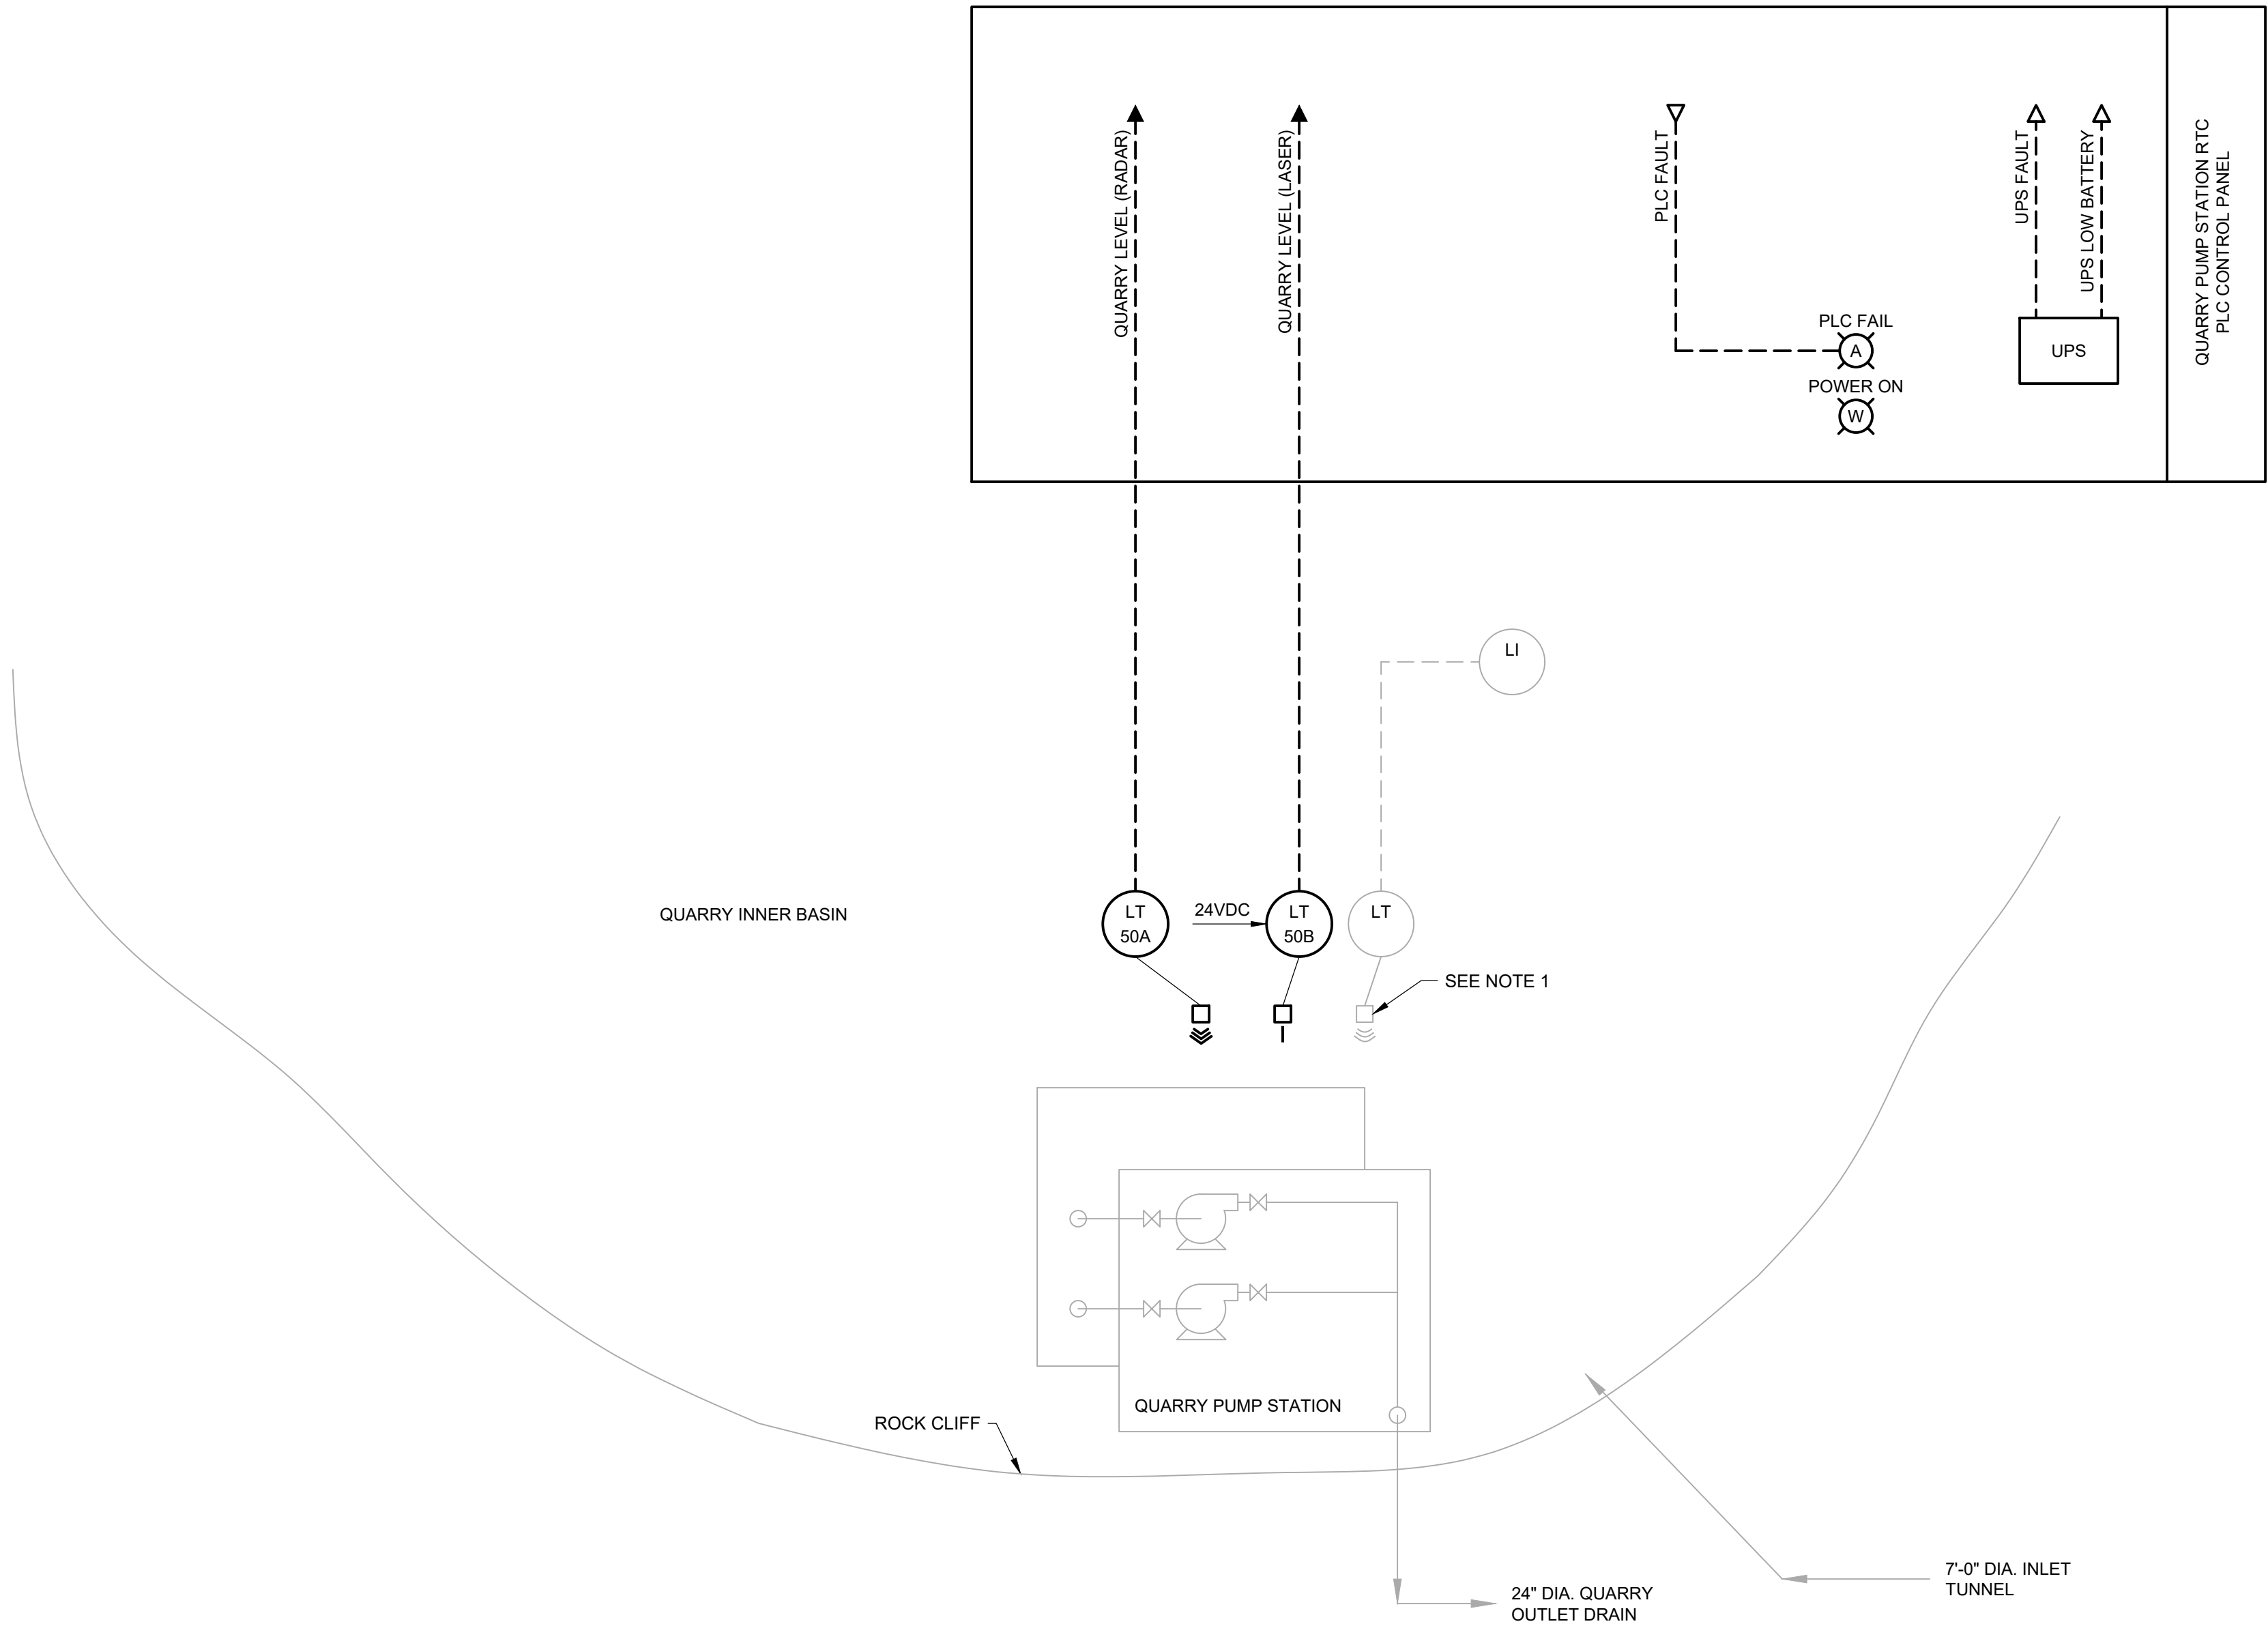 QUARRY LEVEL (RADAR)
QUARRY LEVEL (LASER)
PLC FAULT
UPS FAULT
UPS LOW BATTERY
QUARRY PUMP STATION RTC
PLC CONTROL PANEL
PLC FAIL
A
POWER ON
W
UPS
LI
QUARRY INNER BASIN
LT
50A
24VDC
LT
50B
LT
SEE NOTE 1
QUARRY PUMP STATION
ROCK CLIFF
24" DIA. QUARRY
OUTLET DRAIN
7'-0" DIA. INLET
TUNNEL